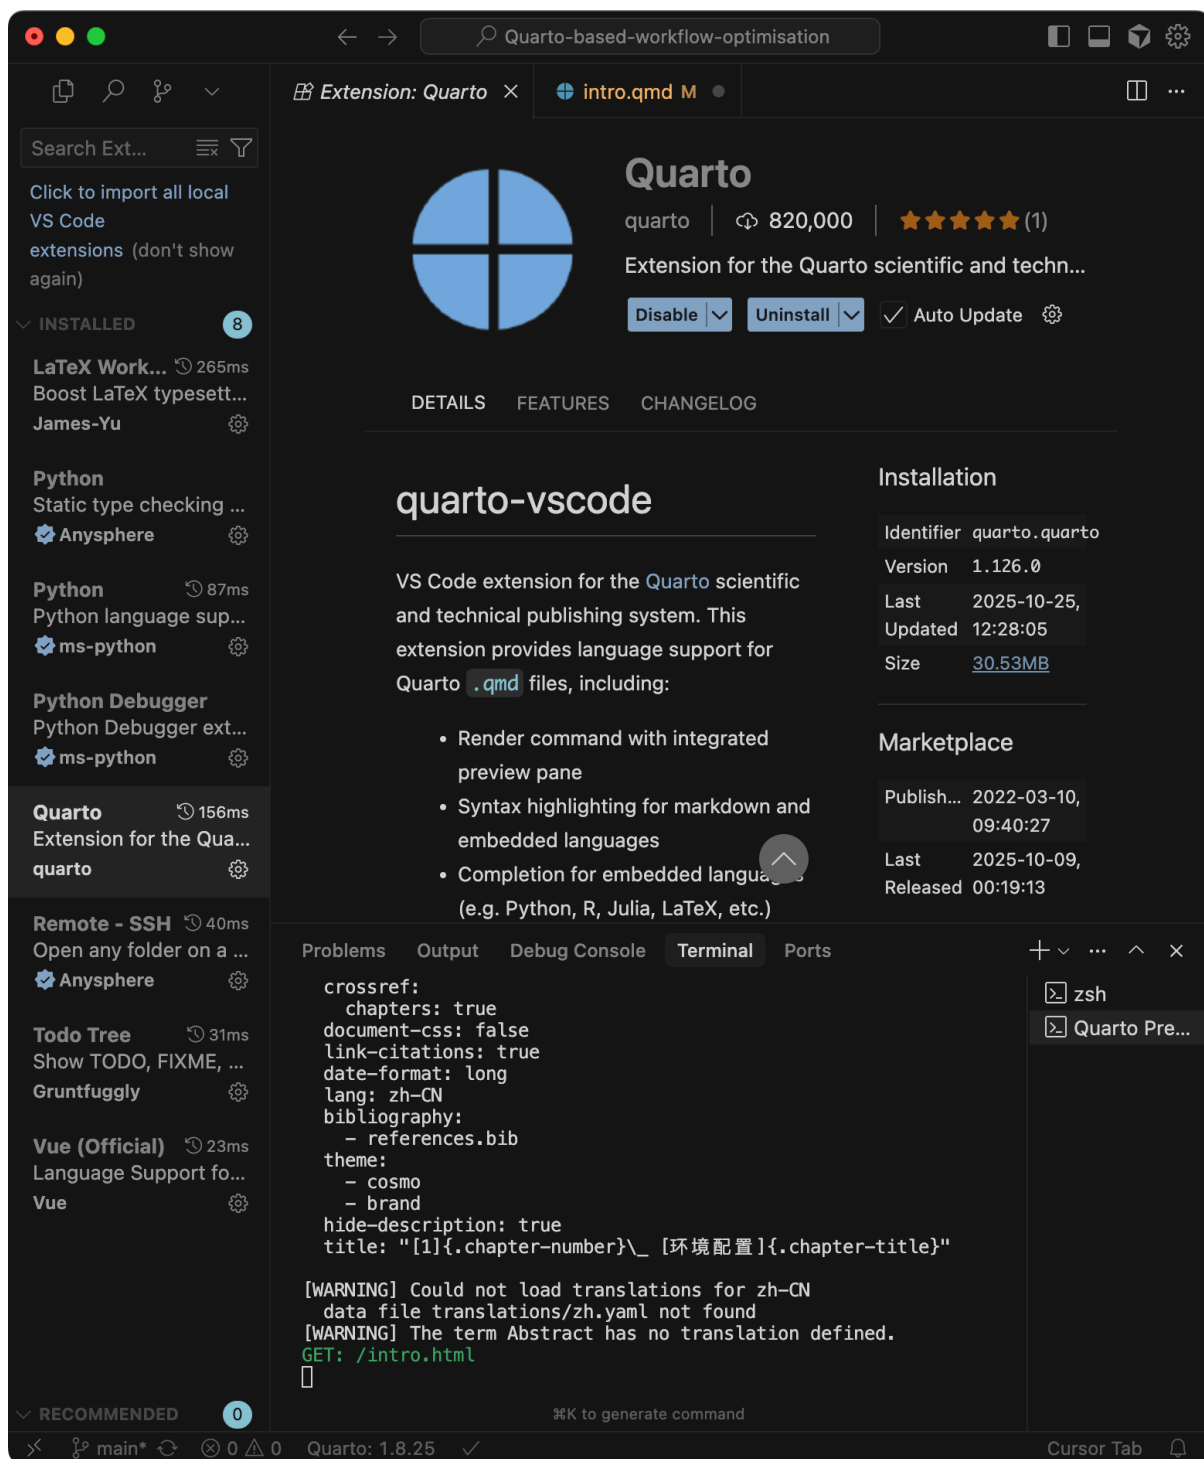 Quarto-based-workflow-optimisation
Extension: Quarto
intro.qmd M
Search Ext...
Click to import all local
VS Code
extensions (don't show
again)
INSTALLED 8
LaTeX Work... 265ms
Boost LaTeX typesett...
James-Yu
Python
Static type checking ...
Anysphere
Python 87ms
Python language sup...
ms-python
Python Debugger
Python Debugger ext...
ms-python
Quarto 156ms
Extension for the Qua...
quarto
Remote - SSH 40ms
Open any folder on a ...
Anysphere
Todo Tree 31ms
Show TODO, FIXME, ...
Gruntfuggly
Vue (Official) 23ms
Language Support fo...
Vue
RECOMMENDED 0
Quarto
quarto 820,000 (1)
Extension for the Quarto scientific and techn...
Disable Uninstall Auto Update
DETAILS FEATURES CHANGELOG
quarto-vscode
VS Code extension for the Quarto scientific
and technical publishing system. This
extension provides language support for
Quarto .qmd files, including:
• Render command with integrated
preview pane
• Syntax highlighting for markdown and
embedded languages
• Completion for embedded languages
(e.g. Python, R, Julia, LaTeX, etc.)
Installation
Identifier quarto.quarto
Version 1.126.0
Last 2025-10-25,
Updated 12:28:05
Size 30.53MB
Marketplace
Publish... 2022-03-10,
09:40:27
Last 2025-10-09,
Released 00:19:13
Problems Output Debug Console Terminal Ports
crossref:
chapters: true
document-css: false
link-citations: true
date-format: long
lang: zh-CN
bibliography:
- references.bib
theme:
- cosmo
- brand
hide-description: true
title: "[1]{.chapter-number}\_ [环境配置]{.chapter-title}"
[WARNING] Could not load translations for zh-CN
data file translations/zh.yaml not found
[WARNING] The term Abstract has no translation defined.
GET: /intro.html
⌘K to generate command
zsh
Quarto Pre...
main* 0 0 Quarto: 1.8.25
Cursor Tab